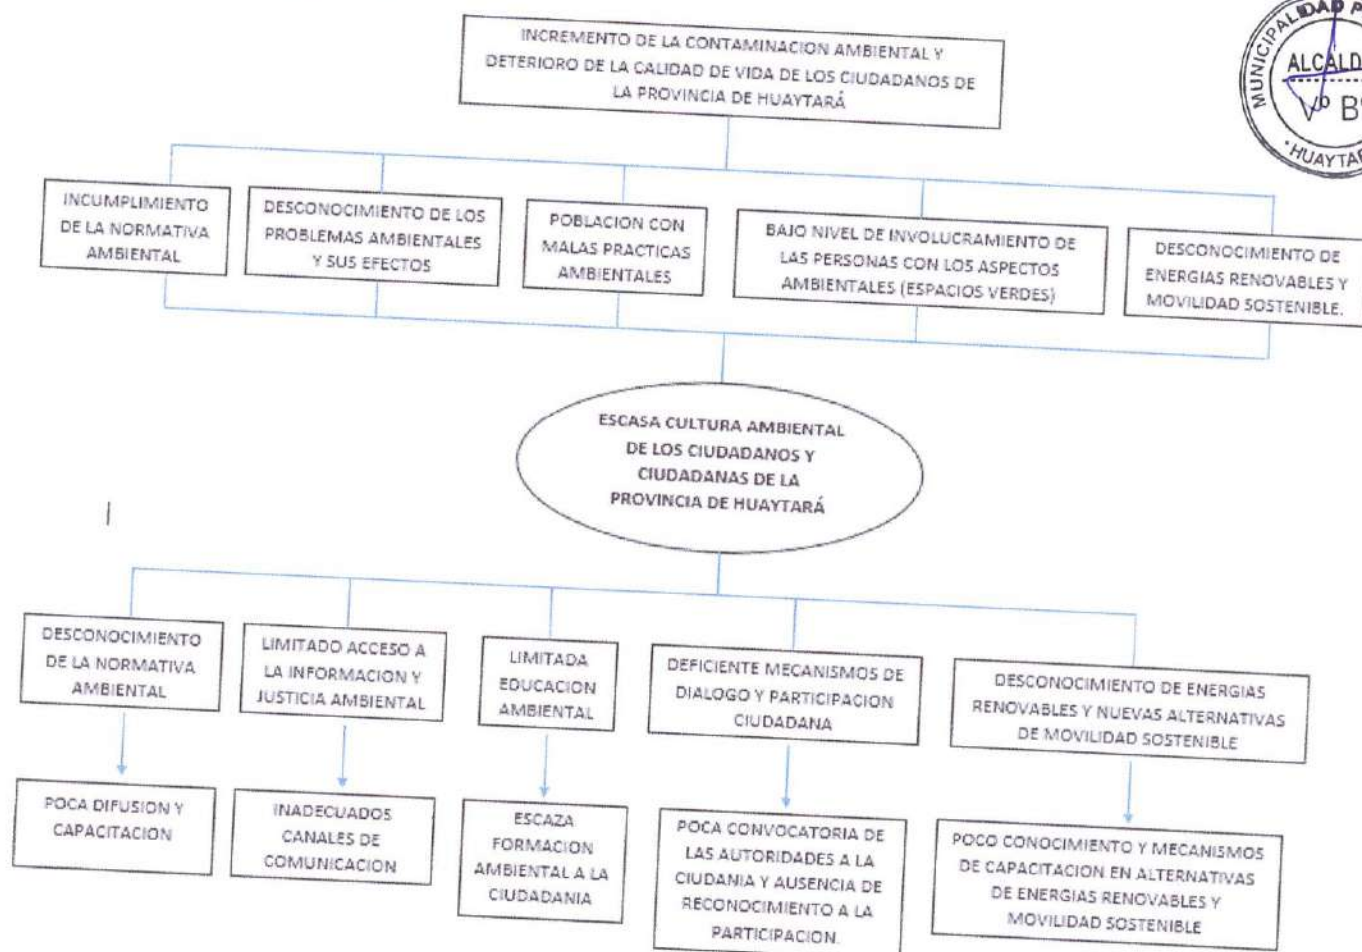 INCREMENTO DE LA CONTAMINACION AMBIENTAL Y
DETERIORO DE LA CALIDAD DE VIDA DE LOS CIUDADANOS DE
LA PROVINCIA DE HUAYTARÁ
MUNICIPALIDAD P
ALCALD
Vº Bº
HUAYTAR
INCUMPLIMIENTO
DE LA NORMATIVA
AMBIENTAL
DESCONOCIMIENTO DE LOS
PROBLEMAS AMBIENTALES
Y SUS EFECTOS
POBLACION CON
MALAS PRACTICAS
AMBIENTALES
BAJO NIVEL DE INVOLUCRAMIENTO DE
LAS PERSONAS CON LOS ASPECTOS
AMBIENTALES (ESPACIOS VERDES)
DESCONOCIMIENTO DE
ENERGIAS RENOVABLES Y
MOVILIDAD SOSTENIBLE.
ESCASA CULTURA AMBIENTAL
DE LOS CIUDADANOS Y
CIUDADANAS DE LA
PROVINCIA DE HUAYTARÁ
DESCONOCIMIENTO
DE LA NORMATIVA
AMBIENTAL
LIMITADO ACCESO A
LA INFORMACION Y
JUSTICIA AMBIENTAL
LIMITADA
EDUCACION
AMBIENTAL
DEFICIENTE MECANISMOS DE
DIALOGO Y PARTICIPACION
CIUDADANA
DESCONOCIMIENTO DE ENERGIAS
RENOVABLES Y NUEVAS ALTERNATIVAS
DE MOVILIDAD SOSTENIBLE
POCA DIFUSION Y
CAPACITACION
INADECUADOS
CANALES DE
COMUNICACION
ESCAZA
FORMACION
AMBIENTAL A LA
CIUDADANIA
POCA CONVOCATORIA DE
LAS AUTORIDADES A LA
CIUDANIA Y AUSENCIA DE
RECONOCIMIENTO A LA
PARTICIPACION.
POCO CONOCIMIENTO Y MECANISMOS
DE CAPACITACION EN ALTERNATIVAS
DE ENERGIAS RENOVABLES Y
MOVILIDAD SOSTENIBLE